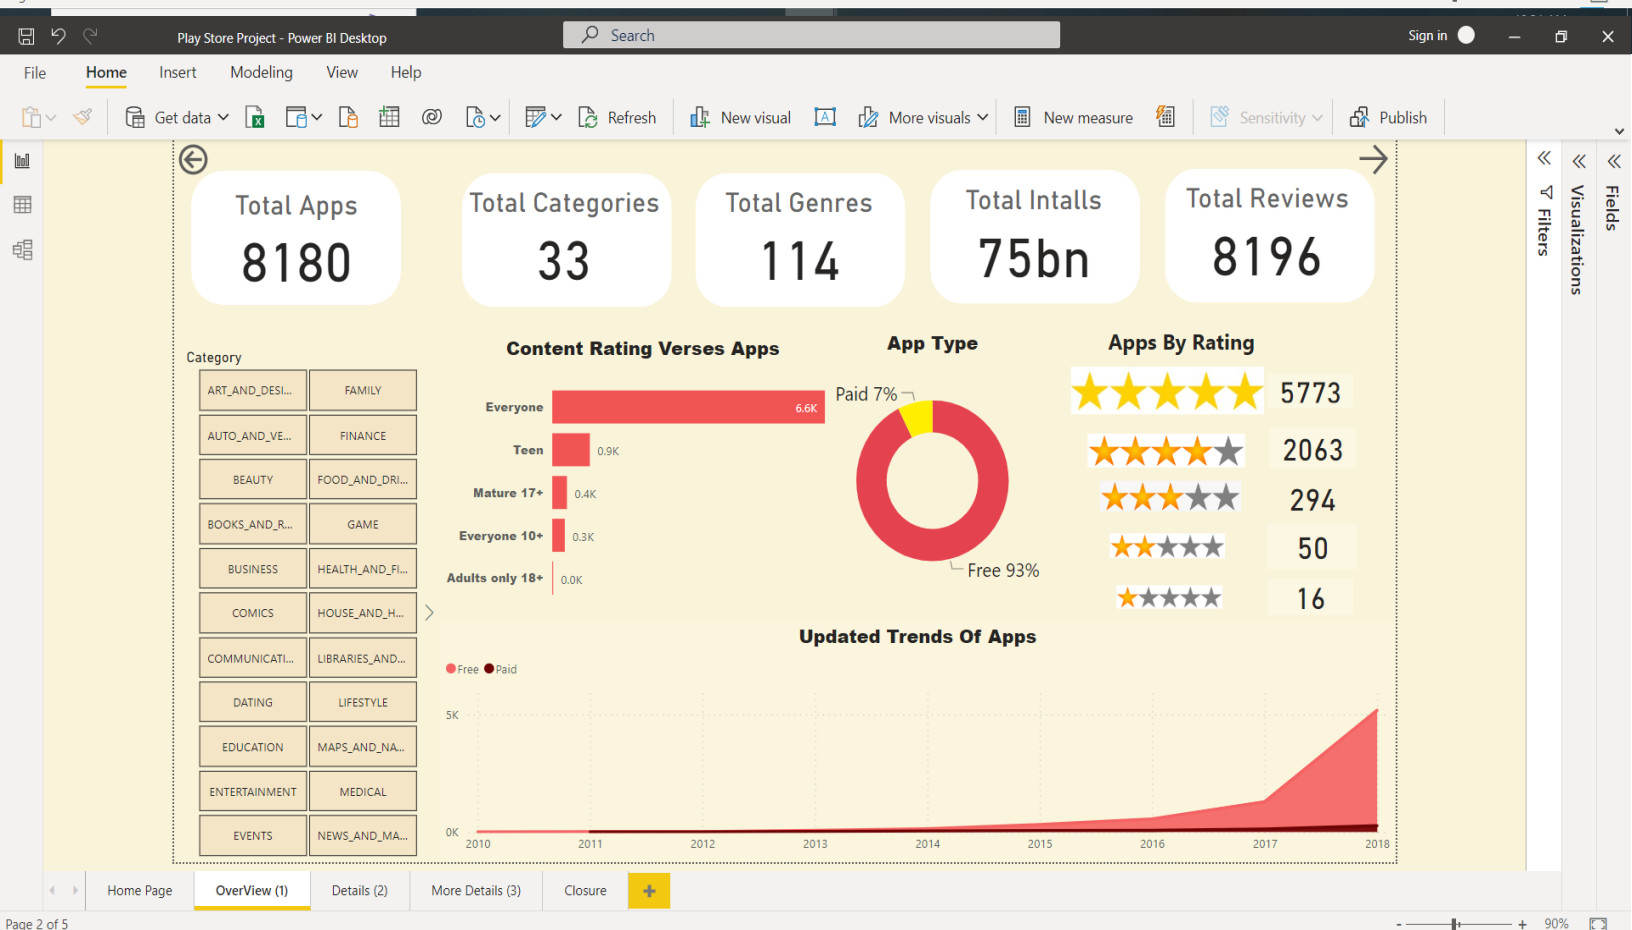 Play Store Project - Power BI Desktop
Search
Sign in
File Home Insert Modeling View Help
Get data
Refresh
New visual
A
More visuals
New measure
Sensitivity
Publish
Total Apps
8180
Total Categories
33
Total Genres
114
Total Intalls
75bn
Total Reviews
8196
Filters
Visualizations
Fields
Category
ART_AND_DESI... FAMILY
AUTO_AND_VE... FINANCE
BEAUTY FOOD_AND_DRI...
BOOKS_AND_R... GAME
BUSINESS HEALTH_AND_FI...
COMICS HOUSE_AND_H...
COMMUNICATI... LIBRARIES_AND...
DATING LIFESTYLE
EDUCATION MAPS_AND_NA...
ENTERTAINMENT MEDICAL
EVENTS NEWS_AND_MA...
Content Rating Verses Apps
Everyone 6.6K
Teen 0.9K
Mature 17+ 0.4K
Everyone 10+ 0.3K
Adults only 18+ 0.0K
App Type
Paid 7%
Free 93%
Apps By Rating
5773
2063
294
50
16
Updated Trends Of Apps
Free Paid
5K
0K
2010 2011 2012 2013 2014 2015 2016 2017 2018
Home Page OverView (1) Details (2) More Details (3) Closure +
Page 2 of 5
- + 90%